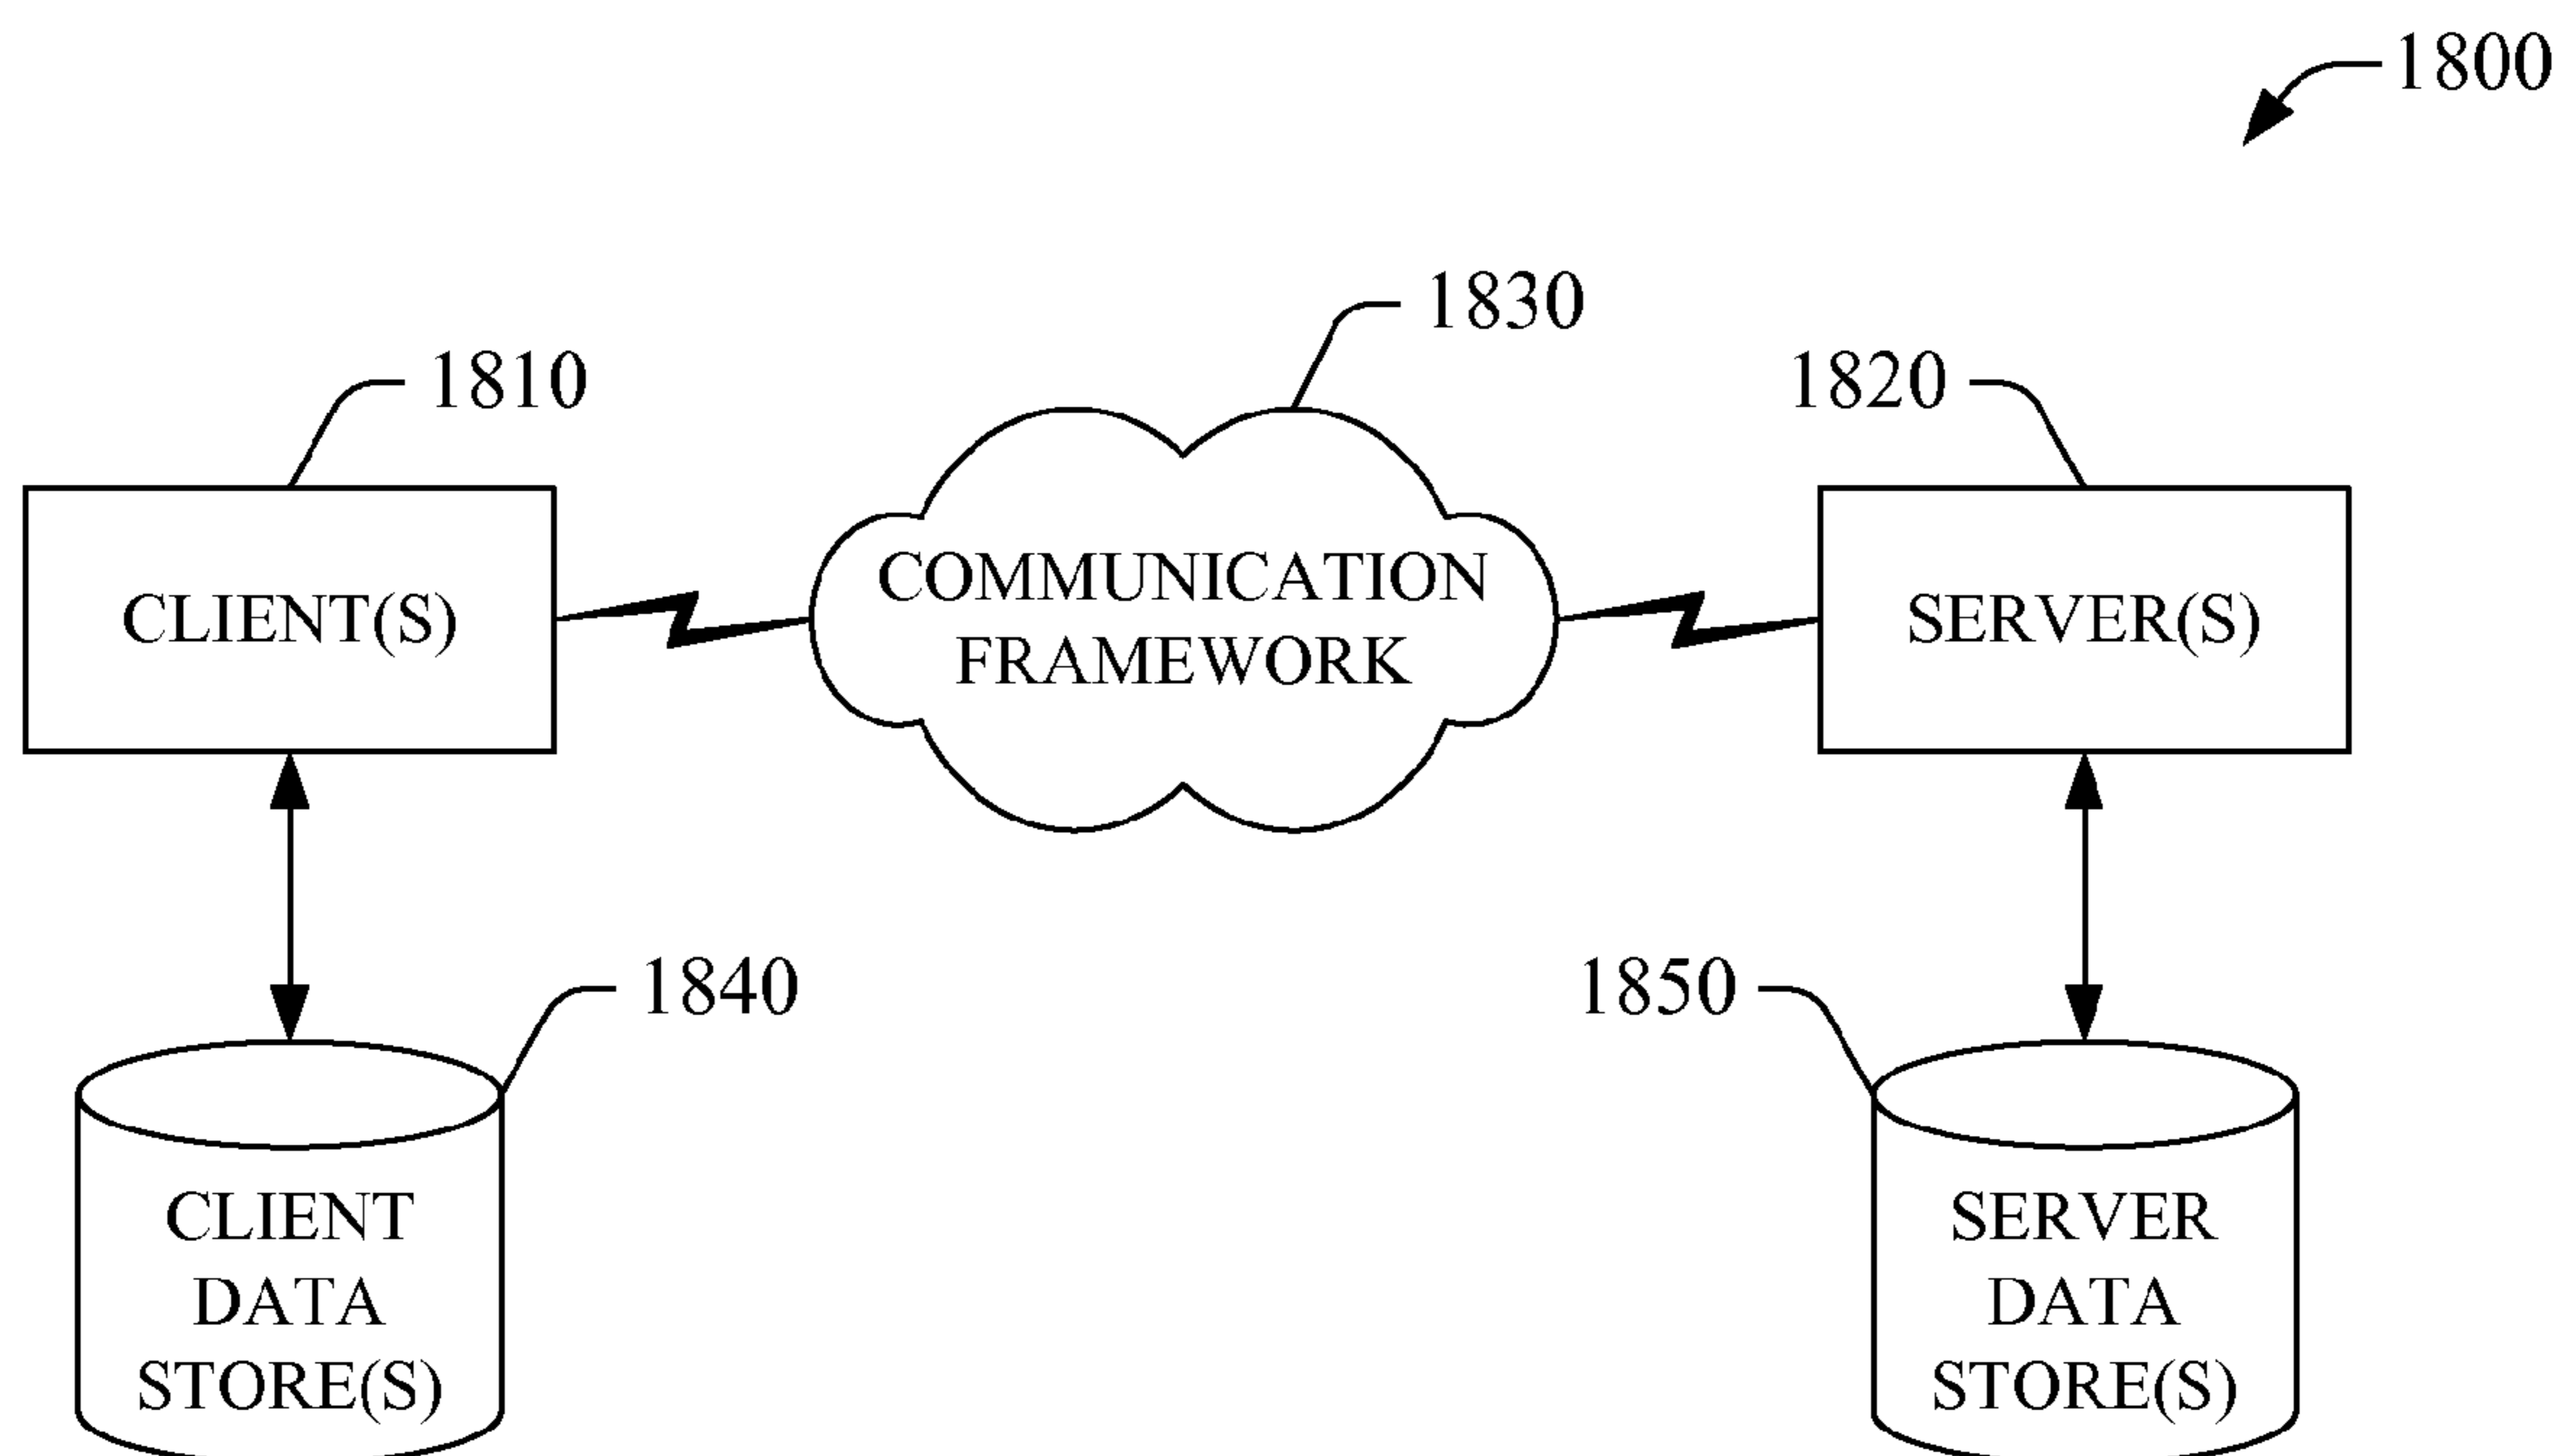 1800
1830
1810
1820
COMMUNICATION
FRAMEWORK
CLIENT(S)
SERVER(S)
1840
1850
CLIENT
DATA
STORE(S)
SERVER
DATA
STORE(S)